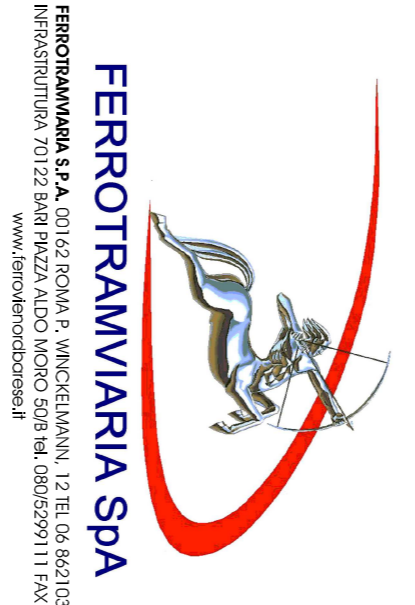 FERROTRAMVIARIA SpA
FERROTRAMVIARIA S.P.A. 00162 ROMA P. WINCKELMANN, 12 TEL 06 862103
INFRASTRUTTURA 70122 BARI PIAZZA ALDO MORO 50/B tel. 080/5299111 FAX
www.ferrovienordbarese.it